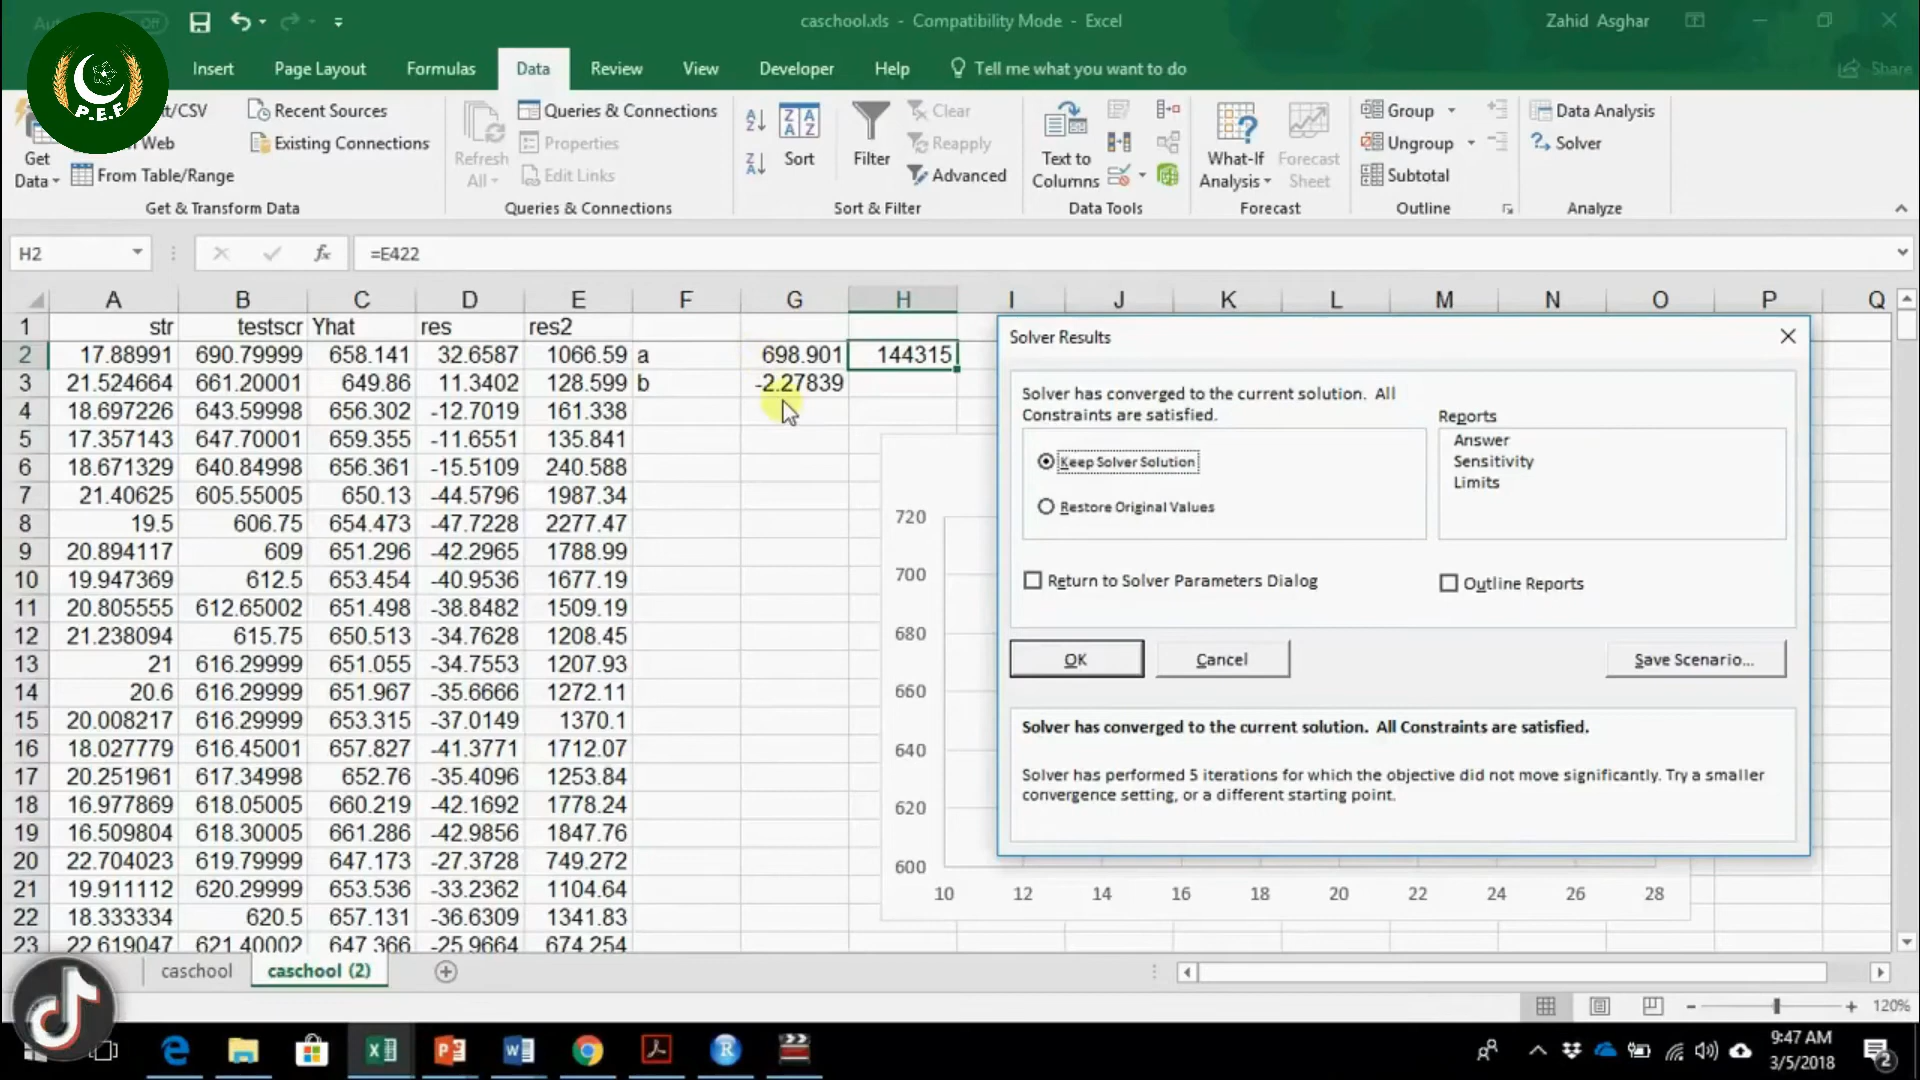 caschool.xls - Compatibility Mode - Excel
Zahid Asghar
Insert Page Layout Formulas Data Review View Developer Help Tell me what you want to do Share
P.E.F
Get Data
From Table/Range
Recent Sources
Existing Connections
Get & Transform Data
Refresh All
Queries & Connections
Properties
Edit Links
Queries & Connections
Sort
Filter
Clear
Reapply
Advanced
Sort & Filter
Text to Columns
Data Tools
What-If Analysis
Forecast Sheet
Forecast
Group
Ungroup
Subtotal
Outline
Data Analysis
Solver
Analyze
H2 fx =E422
A B C D E F G H I J K L M N O P Q
1 str testscr Yhat res res2
2 17.88991 690.79999 658.141 32.6587 1066.59 a 698.901 144315
3 21.524664 661.20001 649.86 11.3402 128.599 b -2.27839
4 18.697226 643.59998 656.302 -12.7019 161.338
5 17.357143 647.70001 659.355 -11.6551 135.841
6 18.671329 640.84998 656.361 -15.5109 240.588
7 21.40625 605.55005 650.13 -44.5796 1987.34
8 19.5 606.75 654.473 -47.7228 2277.47
9 20.894117 609 651.296 -42.2965 1788.99
10 19.947369 612.5 653.454 -40.9536 1677.19
11 20.805555 612.65002 651.498 -38.8482 1509.19
12 21.238094 615.75 650.513 -34.7628 1208.45
13 21 616.29999 651.055 -34.7553 1207.93
14 20.6 616.29999 651.967 -35.6666 1272.11
15 20.008217 616.29999 653.315 -37.0149 1370.1
16 18.027779 616.45001 657.827 -41.3771 1712.07
17 20.251961 617.34998 652.76 -35.4096 1253.84
18 16.977869 618.05005 660.219 -42.1692 1778.24
19 16.509804 618.30005 661.286 -42.9856 1847.76
20 22.704023 619.79999 647.173 -27.3728 749.272
21 19.911112 620.29999 653.536 -33.2362 1104.64
22 18.333334 620.5 657.131 -36.6309 1341.83
23 22.619047 621.40002 647.366 -25.9664 674.254
720
700
680
660
640
620
600
10 12 14 16 18 20 22 24 26 28
Solver Results
Solver has converged to the current solution. All
Constraints are satisfied.
Keep Solver Solution
Restore Original Values
Reports
Answer
Sensitivity
Limits
Return to Solver Parameters Dialog
Outline Reports
OK Cancel Save Scenario...
Solver has converged to the current solution. All Constraints are satisfied.
Solver has performed 5 iterations for which the objective did not move significantly. Try a smaller
convergence setting, or a different starting point.
caschool caschool (2)
120%
9:47 AM
3/5/2018
2